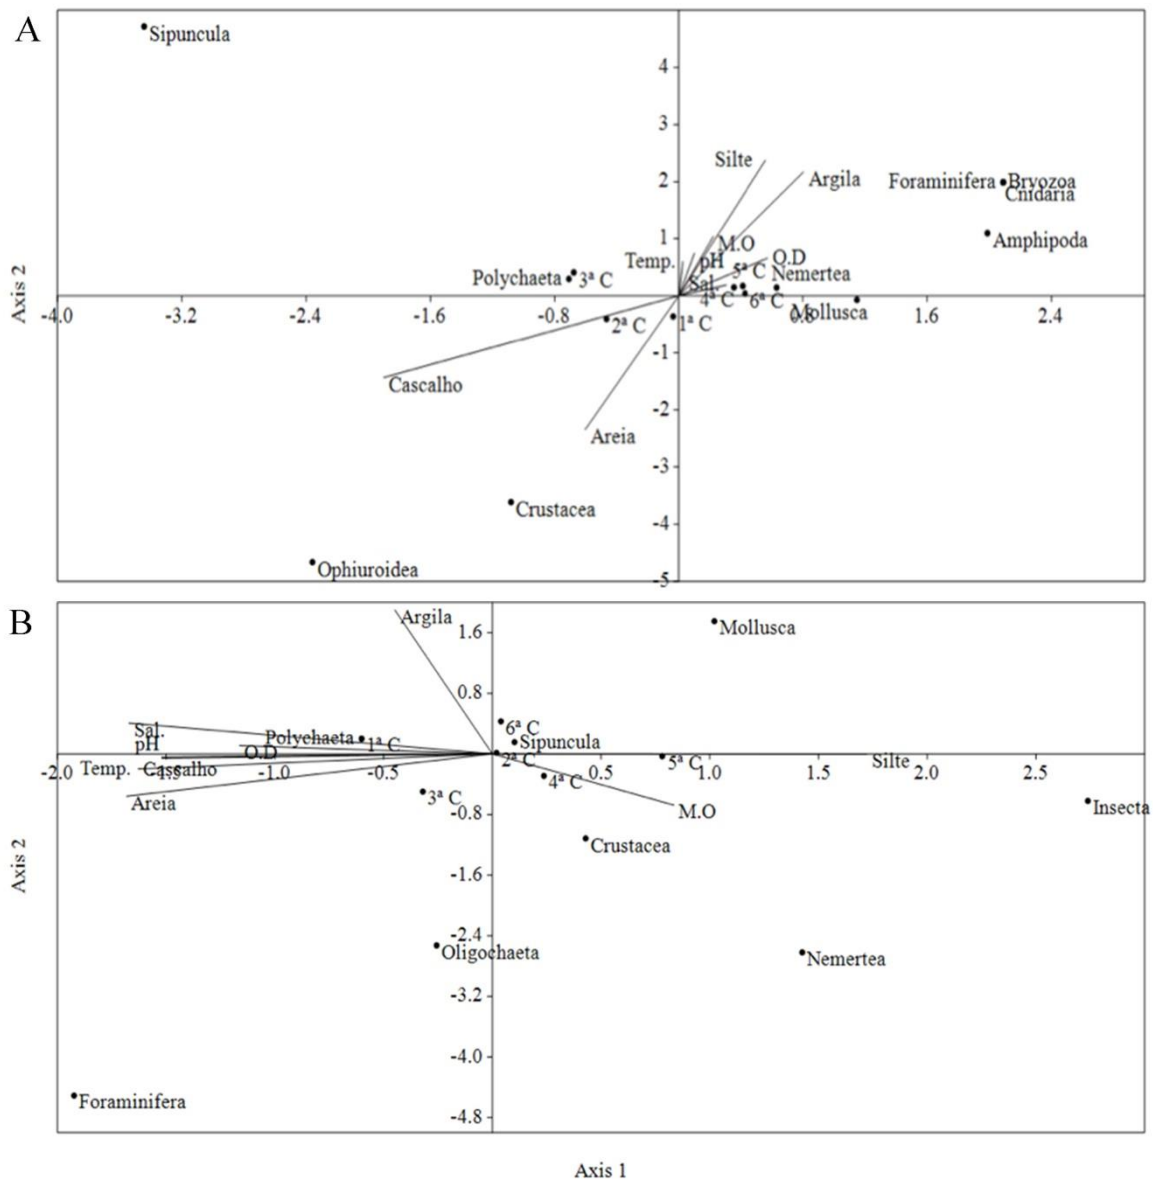 A
Sipuncula
4
3
Silte
2
Argila
Foraminifera
Bryozoa
Cnidaria
1
M.O
Amphipoda
Temp.
pH
O.D
5ª C
Nemertea
Polychaeta
3ª C
Sal.
4ª C
6ª C
Mollusca
Axis 2
-4.0
-3.2
-2.4
-1.6
-0.8
0.8
1.6
2.4
2ª C
1ª C
-1
Cascalho
-2
Areia
-3
Crustacea
-4
Ophiuroidea
-5
B
Argila
1.6
Mollusca
0.8
6ª C
Sal.
Polychaeta
1ª C
Sipuncula
pH
O.D
2ª C
5ª C
Silte
-2.0
Temp.
-1.5
Cascalho
-1.0
-0.5
0.5
1.0
1.5
2.0
2.5
4ª C
Areia
3ª C
-0.8
M.O
Insecta
Crustacea
Axis 2
-1.6
-2.4
Oligochaeta
Nemertea
-3.2
-4.0
Foraminifera
-4.8
Axis 1